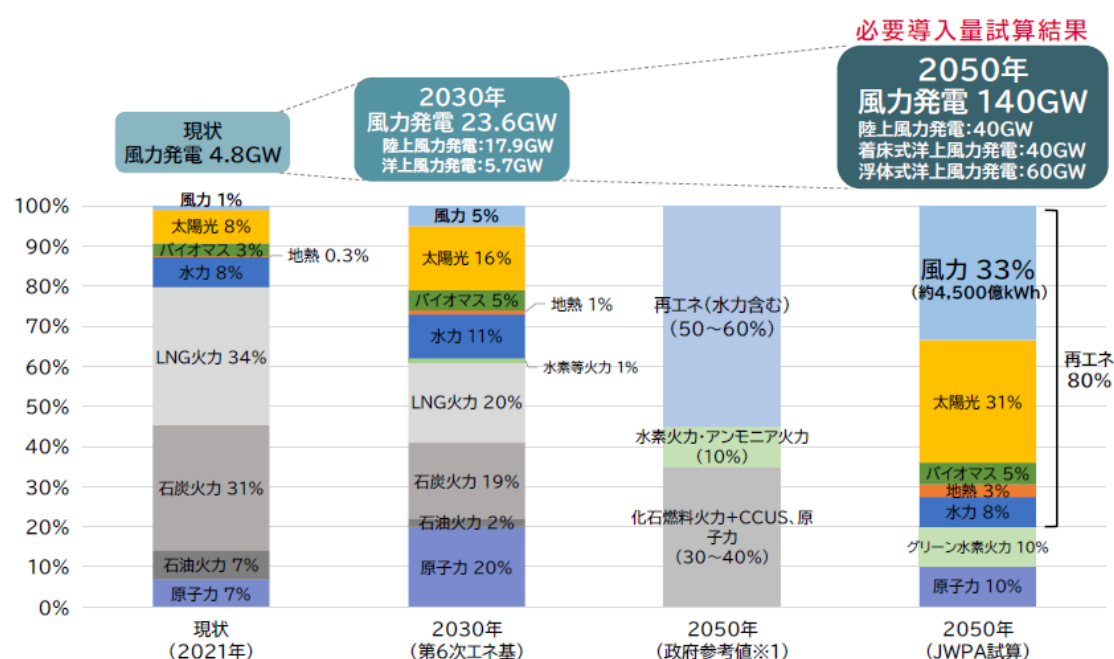 必要導入量試算結果
2050年
風力発電 140GW
陸上風力発電:40GW
着床式洋上風力発電:40GW
浮体式洋上風力発電:60GW
2030年
風力発電 23.6GW
陸上風力発電:17.9GW
洋上風力発電:5.7GW
現状
風力発電 4.8GW
100%
90%
80%
70%
60%
50%
40%
30%
20%
10%
0%
風力 1%
太陽光 8%
バイオマス 3%
地熱 0.3%
水力 8%
LNG火力 34%
石炭火力 31%
石油火力 7%
原子力 7%
現状
(2021年)
風力 5%
太陽光 16%
バイオマス 5%
地熱 1%
水力 11%
水素等火力 1%
LNG火力 20%
石炭火力 19%
石油火力 2%
原子力 20%
2030年
(第6次エネ基)
再エネ(水力含む)
(50~60%)
水素火力・アンモニア火力
(10%)
化石燃料火力+CCUS、原
子力
(30~40%)
2050年
(政府参考値※1)
風力 33%
(約4,500億kWh)
太陽光 31%
バイオマス 5%
地熱 3%
水力 8%
グリーン水素火力 10%
原子力 10%
再エネ
80%
2050年
(JWPA試算)